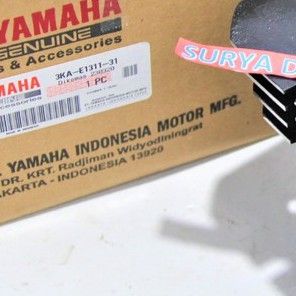 YAMAHA
GENUINE
& Accessories
YAMAHA
3KA-E1311-31
1 PC
SURYA D
YAMAHA INDONESIA MOTOR MFG.
DR. KRT. Radjiman Widyodiningrat
JAKARTA - INDONESIA 13920